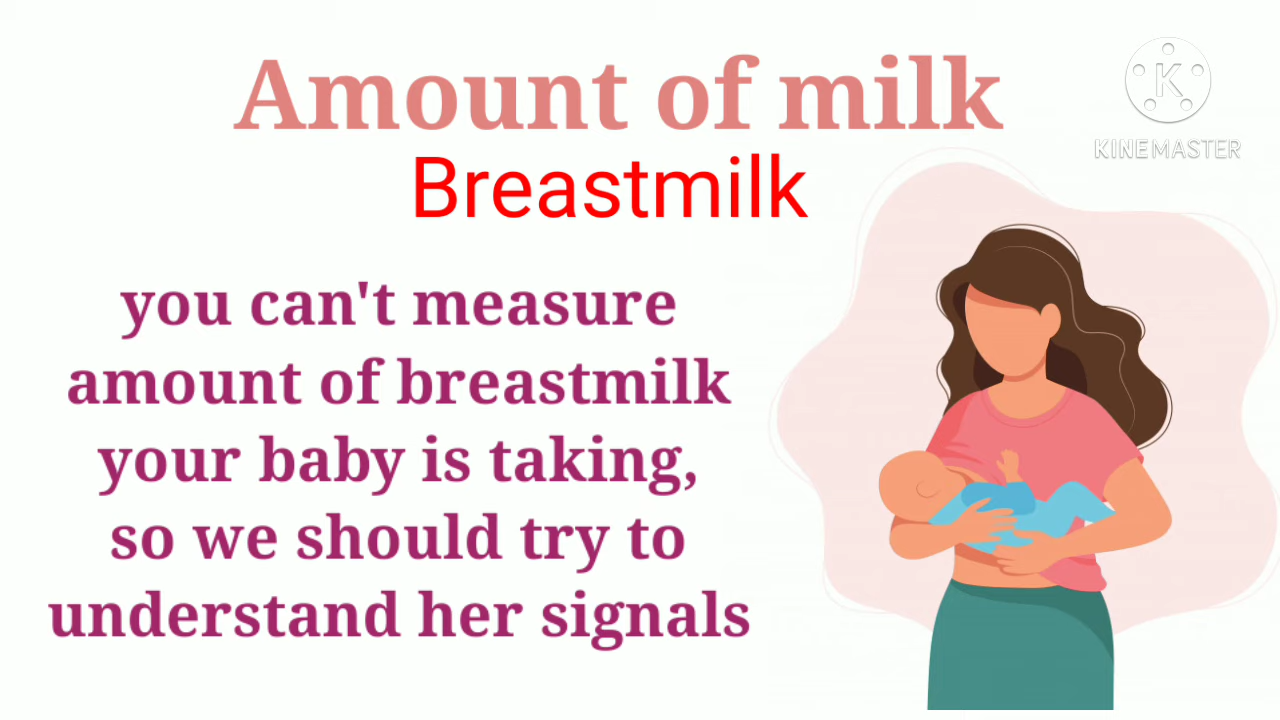 Amount of milk
Breastmilk
you can't measure
amount of breastmilk
your baby is taking,
so we should try to
understand her signals
K
KINEMASTER